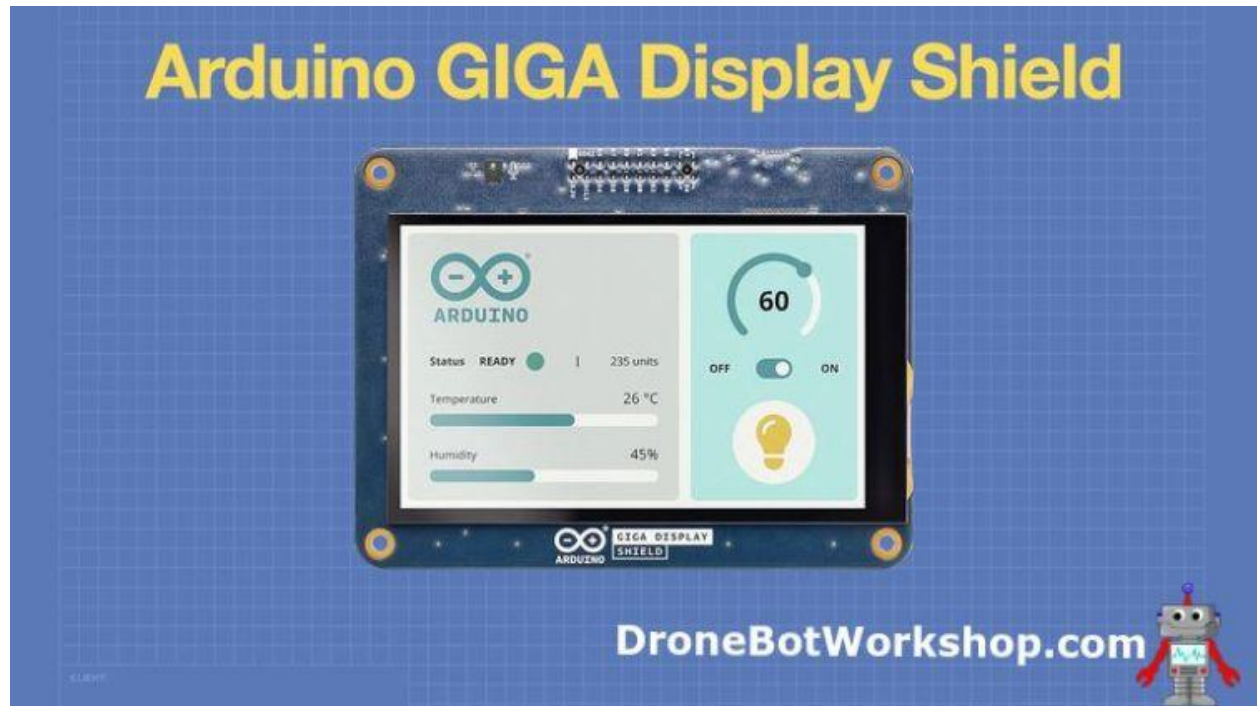 Arduino GIGA Display Shield
ARDUINO
Status READY 235 units
Temperature 26 °C
Humidity 45%
60
OFF ON
ARDUINO
GIGA DISPLAY
SHIELD
DroneBotWorkshop.com